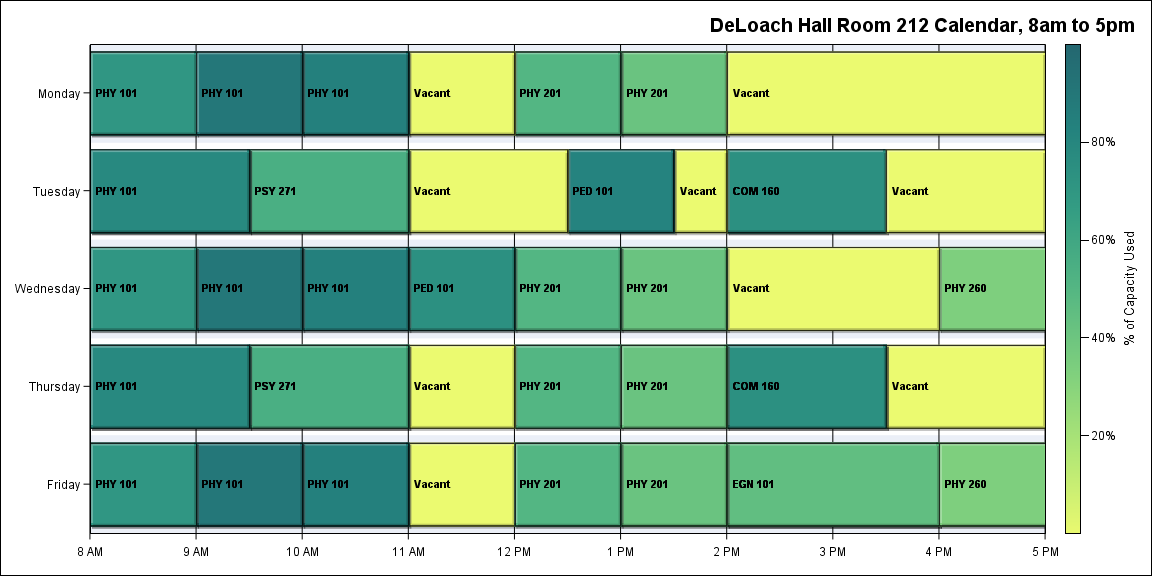 DeLoach Hall Room 212 Calendar, 8am to 5pm
Monday
PHY 101
PHY 101
PHY 101
Vacant
PHY 201
PHY 201
Vacant
Tuesday
PHY 101
PSY 271
Vacant
PED 101
Vacant
COM 160
Vacant
Wednesday
PHY 101
PHY 101
PHY 101
PED 101
PHY 201
PHY 201
Vacant
PHY 260
Thursday
PHY 101
PSY 271
Vacant
PHY 201
PHY 201
COM 160
Vacant
Friday
PHY 101
PHY 101
PHY 101
Vacant
PHY 201
PHY 201
EGN 101
PHY 260
8 AM
9 AM
10 AM
11 AM
12 PM
1 PM
2 PM
3 PM
4 PM
5 PM
80%
60%
40%
20%
% of Capacity Used